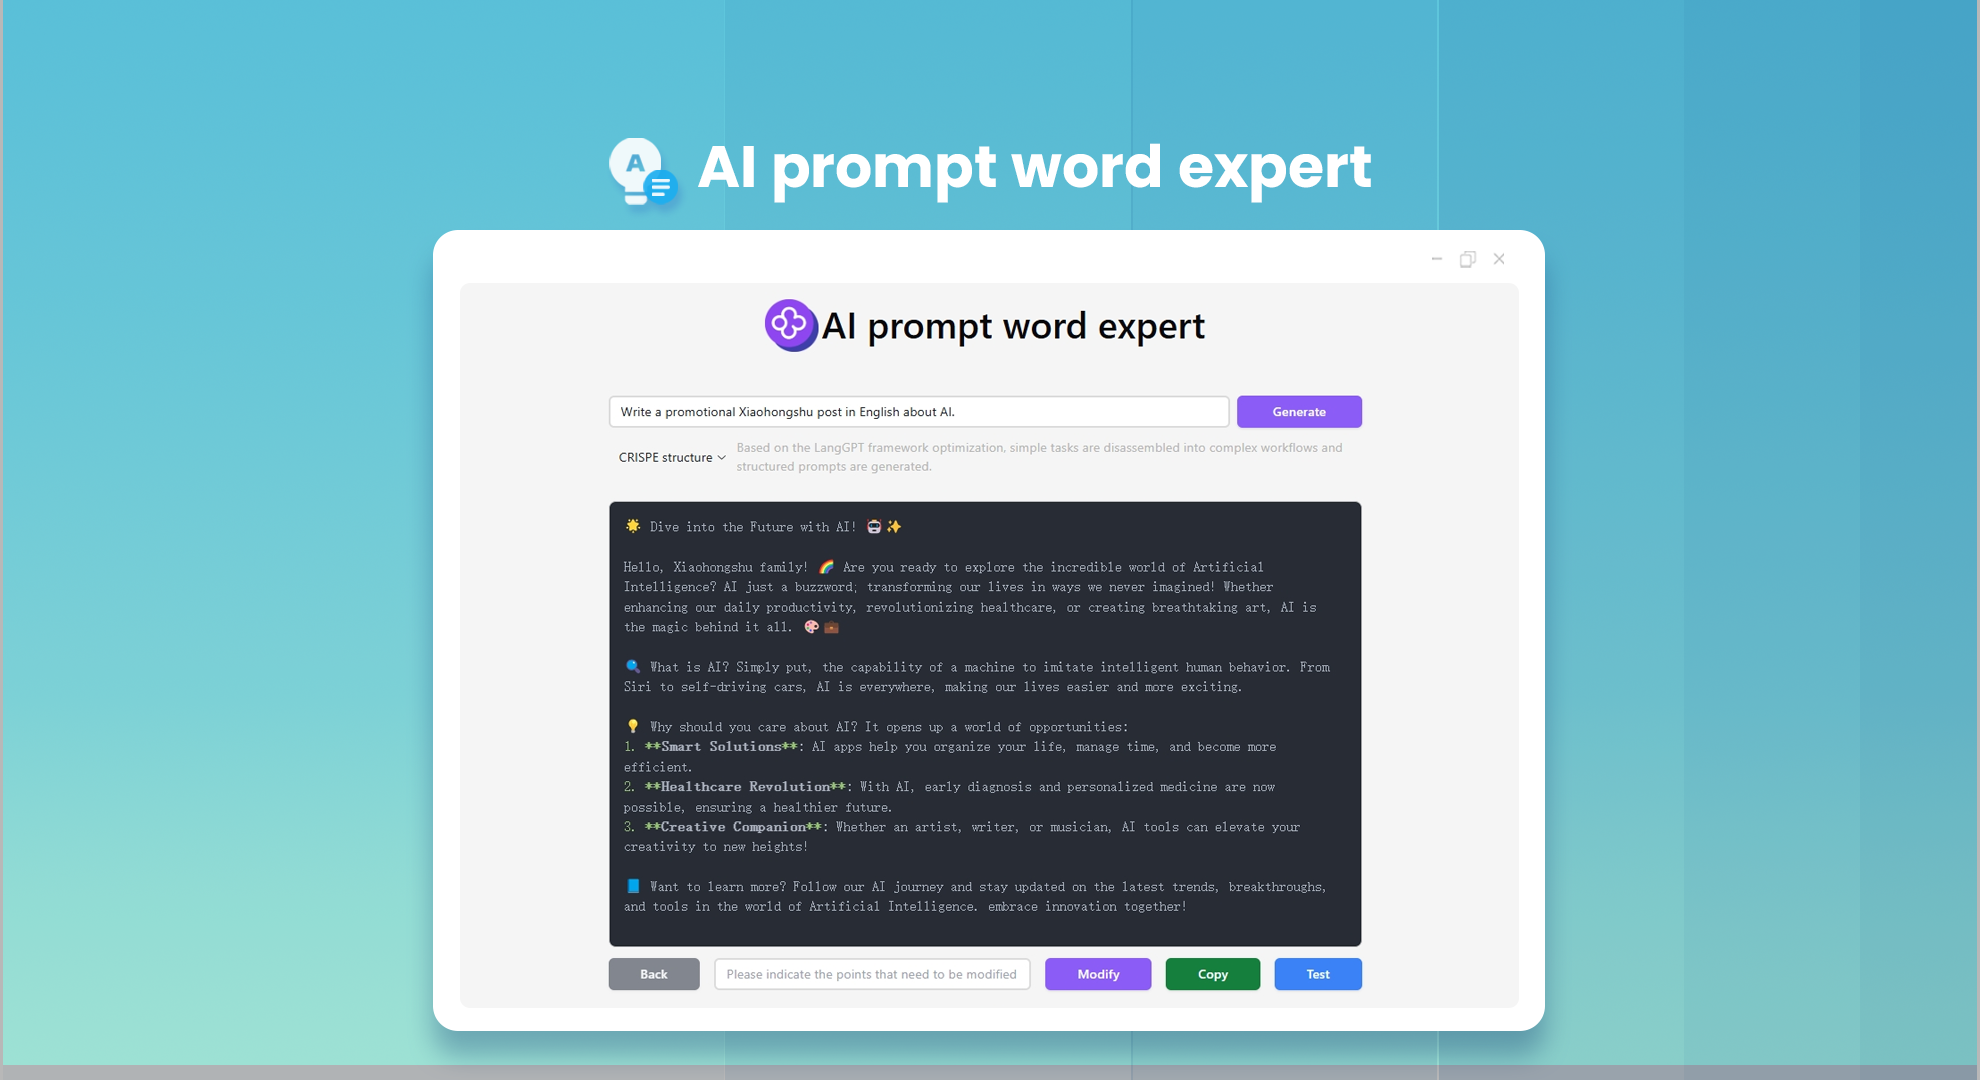 A
AI prompt word expert
AI prompt word expert
Write a promotional Xiaohongshu post in English about AI.
Generate
CRISPE structure
Based on the LangGPT framework optimization, simple tasks are disassembled into complex workflows and
structured prompts are generated.
🌟 Dive into the Future with AI! 🤖✨
Hello, Xiaohongshu family! 🌈 Are you ready to explore the incredible world of Artificial
Intelligence? AI just a buzzword; transforming our lives in ways we never imagined! Whether
enhancing our daily productivity, revolutionizing healthcare, or creating breathtaking art, AI is
the magic behind it all. 🎨💼
🔍 What is AI? Simply put, the capability of a machine to imitate intelligent human behavior. From
Siri to self-driving cars, AI is everywhere, making our lives easier and more exciting.
💡 Why should you care about AI? It opens up a world of opportunities:
1. **Smart Solutions**: AI apps help you organize your life, manage time, and become more
efficient.
2. **Healthcare Revolution**: With AI, early diagnosis and personalized medicine are now
possible, ensuring a healthier future.
3. **Creative Companion**: Whether an artist, writer, or musician, AI tools can elevate your
creativity to new heights!
📘 Want to learn more? Follow our AI journey and stay updated on the latest trends, breakthroughs,
and tools in the world of Artificial Intelligence. embrace innovation together!
Back
Please indicate the points that need to be modified
Modify
Copy
Test